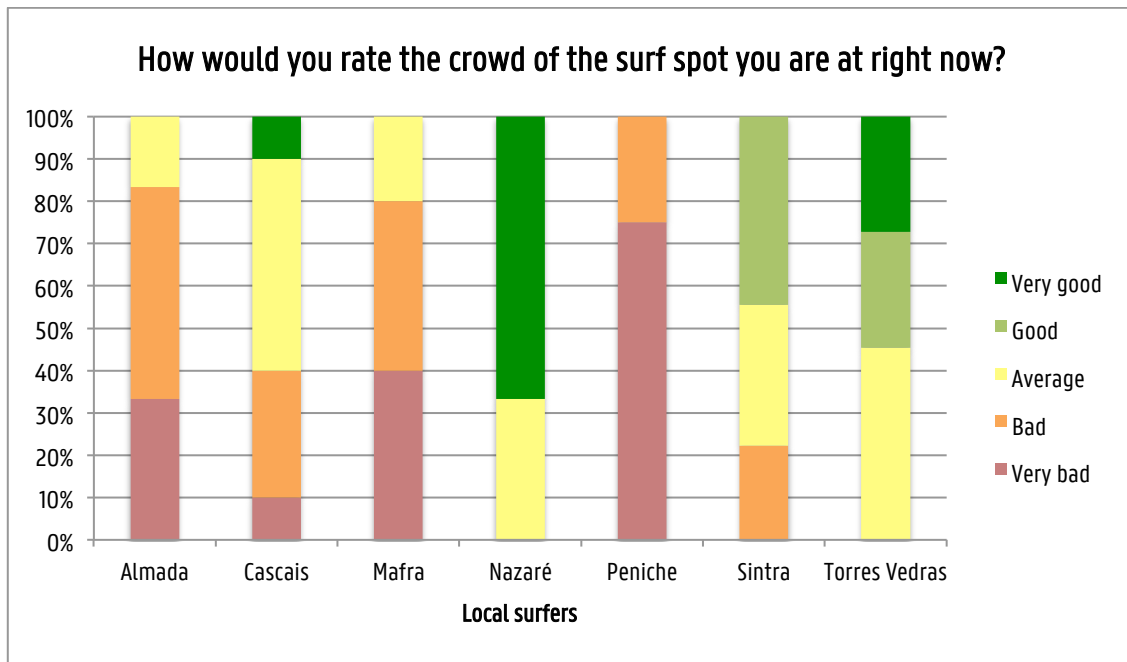 How would you rate the crowd of the surf spot you are at right now?
100%
90%
80%
70%
60%
50%
40%
30%
20%
10%
0%
Almada Cascais Mafra Nazaré Peniche Sintra Torres Vedras
Local surfers
Very good
Good
Average
Bad
Very bad